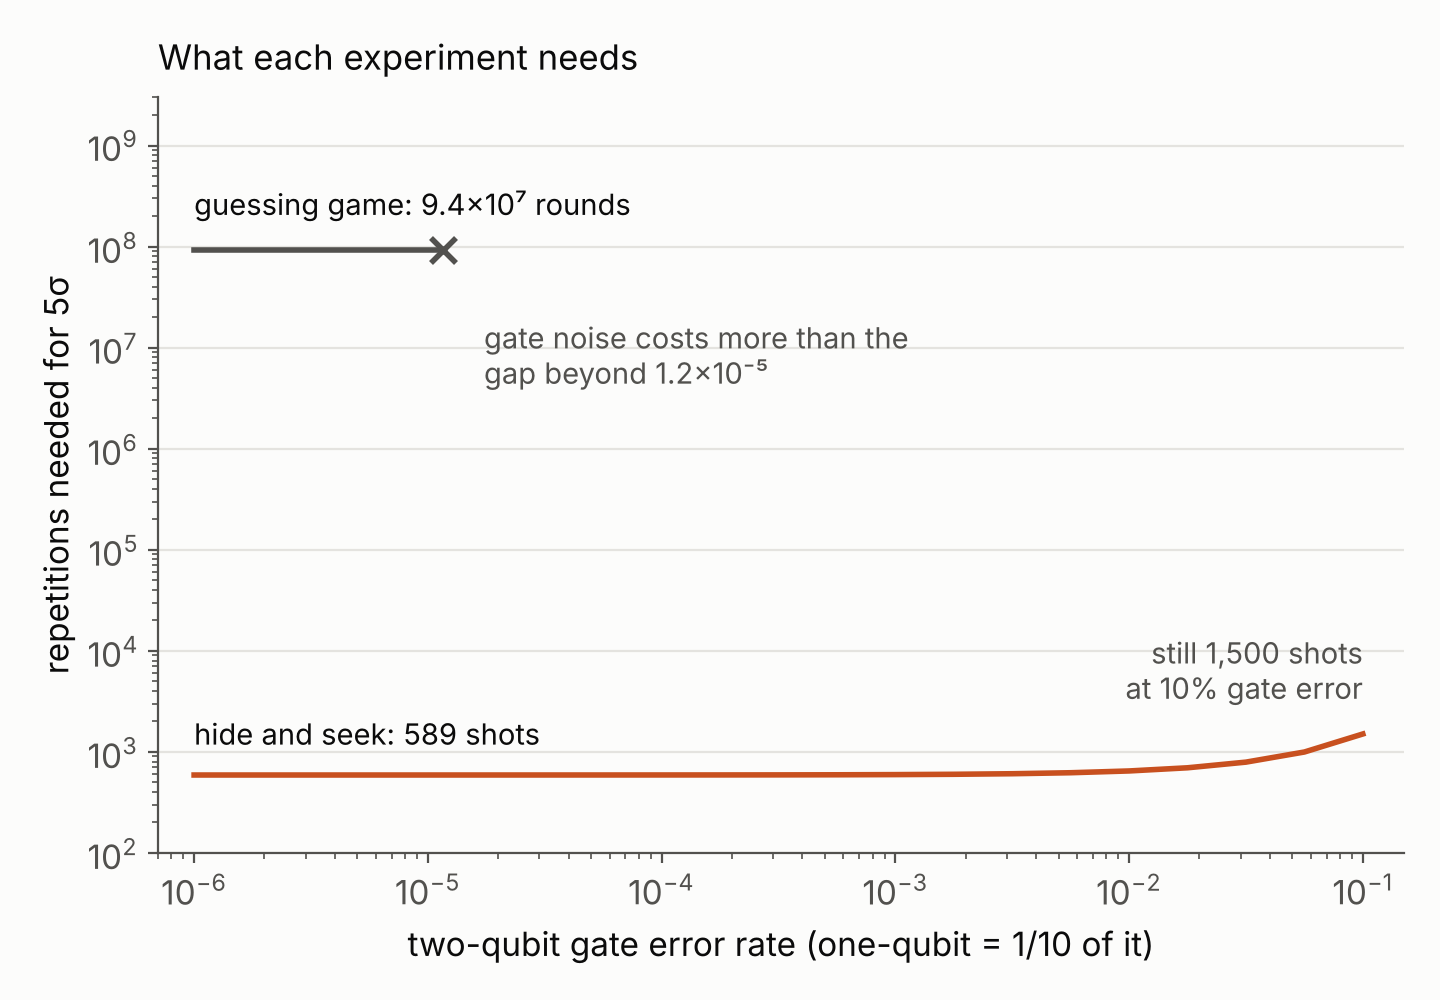 What each experiment needs
repetitions needed for 5σ
10⁹
10⁸
10⁷
10⁶
10⁵
10⁴
10³
10²
guessing game: 9.4×10⁷ rounds
gate noise costs more than the
gap beyond 1.2×10⁻⁵
still 1,500 shots
at 10% gate error
hide and seek: 589 shots
10⁻⁶ 10⁻⁵ 10⁻⁴ 10⁻³ 10⁻² 10⁻¹
two-qubit gate error rate (one-qubit = 1/10 of it)